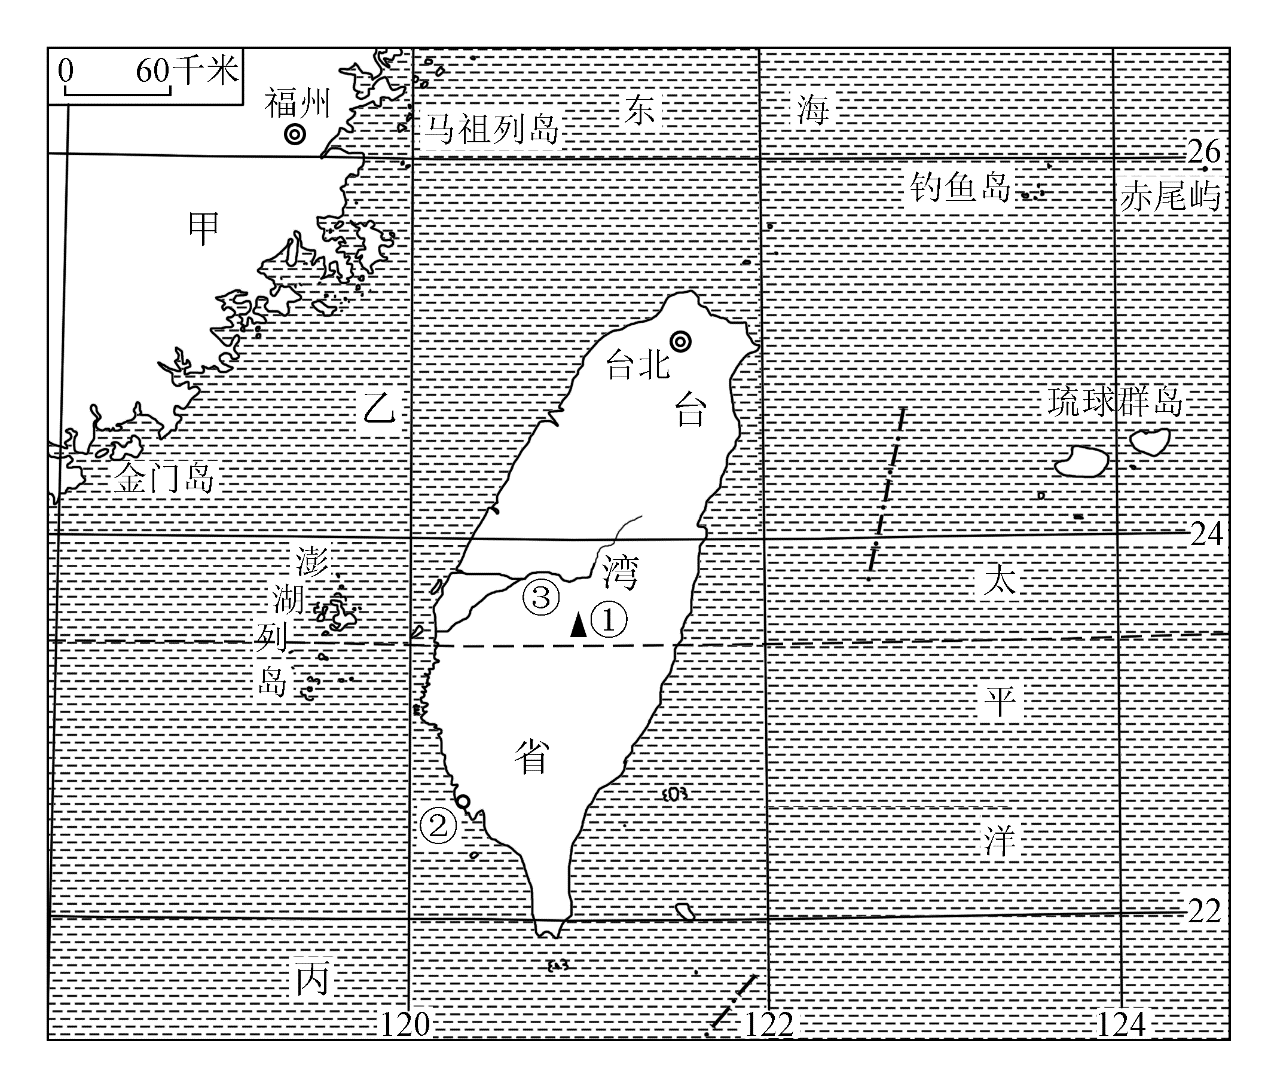 0 60千米
福州
东 海
马祖列岛
26
钓鱼岛
赤尾屿
甲
台北
台
乙
琉球群岛
金门岛
24
澎
湖
列
岛
湾
太
③
①
平
省
②
洋
22
丙
120
122
124